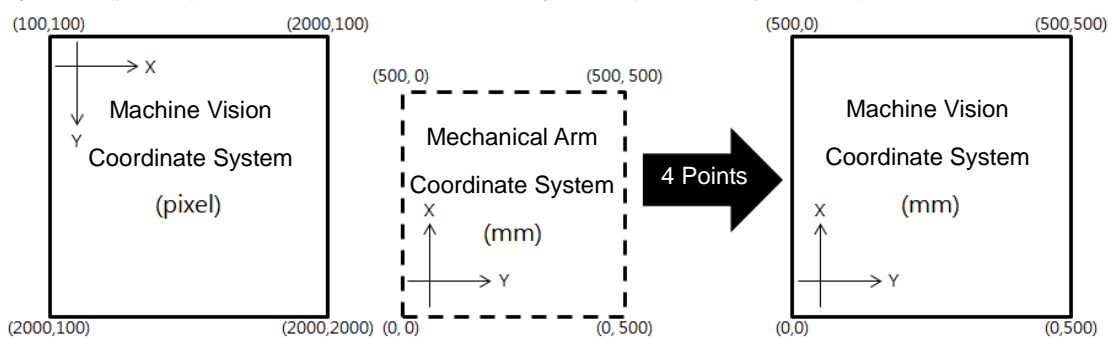 (100,100)
(2000,100)
X
Y
Machine Vision
Coordinate System
(pixel)
(2000,100)
(2000,2000)
(500, 0)
(500, 500)
Mechanical Arm
Coordinate System
(mm)
X
Y
(0, 0)
(0, 500)
4 Points
(500,0)
(500,500)
Machine Vision
Coordinate System
(mm)
X
Y
(0,0)
(0,500)